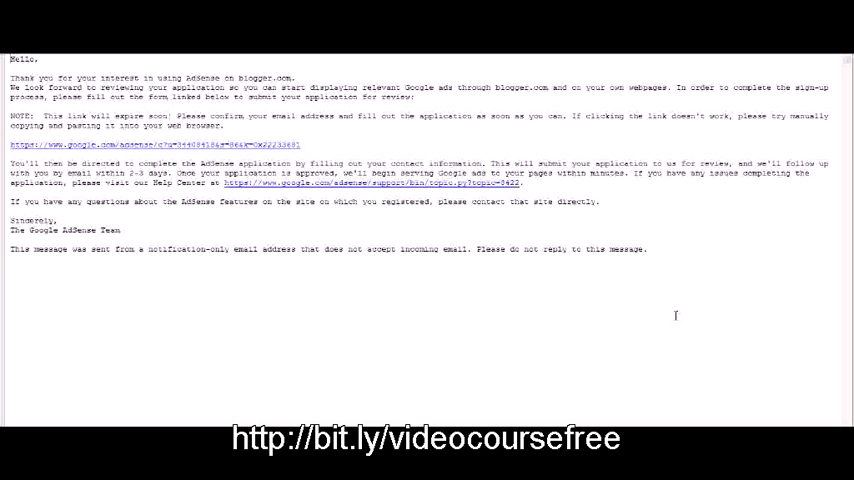 Hello,
Thank you for your interest in using AdSense on blogger.com.
We look forward to reviewing your application so you can start displaying relevant Google ads through blogger.com and on your own webpages. In order to complete the sign-up
process, please fill out the form linked below to submit your application for review:
NOTE: This link will expire soon! Please confirm your email address and fill out the application as soon as you can. If clicking the link doesn't work, please try manually
copying and pasting it into your web browser.
You'll then be directed to complete the AdSense application by filling out your contact information. This will submit your application to us for review, and we'll follow up
with you by email within 2-3 days. Once your application is approved, we'll begin serving Google ads to your pages within minutes. If you have any issues completing the
application, please visit our Help Center at https://www.google.com/adsense/support/bin/topic.py?topic=8422.
If you have any questions about the AdSense features on the site on which you registered, please contact that site directly.
Sincerely,
The Google AdSense Team
This message was sent from a notification-only email address that does not accept incoming email. Please do not reply to this message.
http://bit.ly/videocoursefree